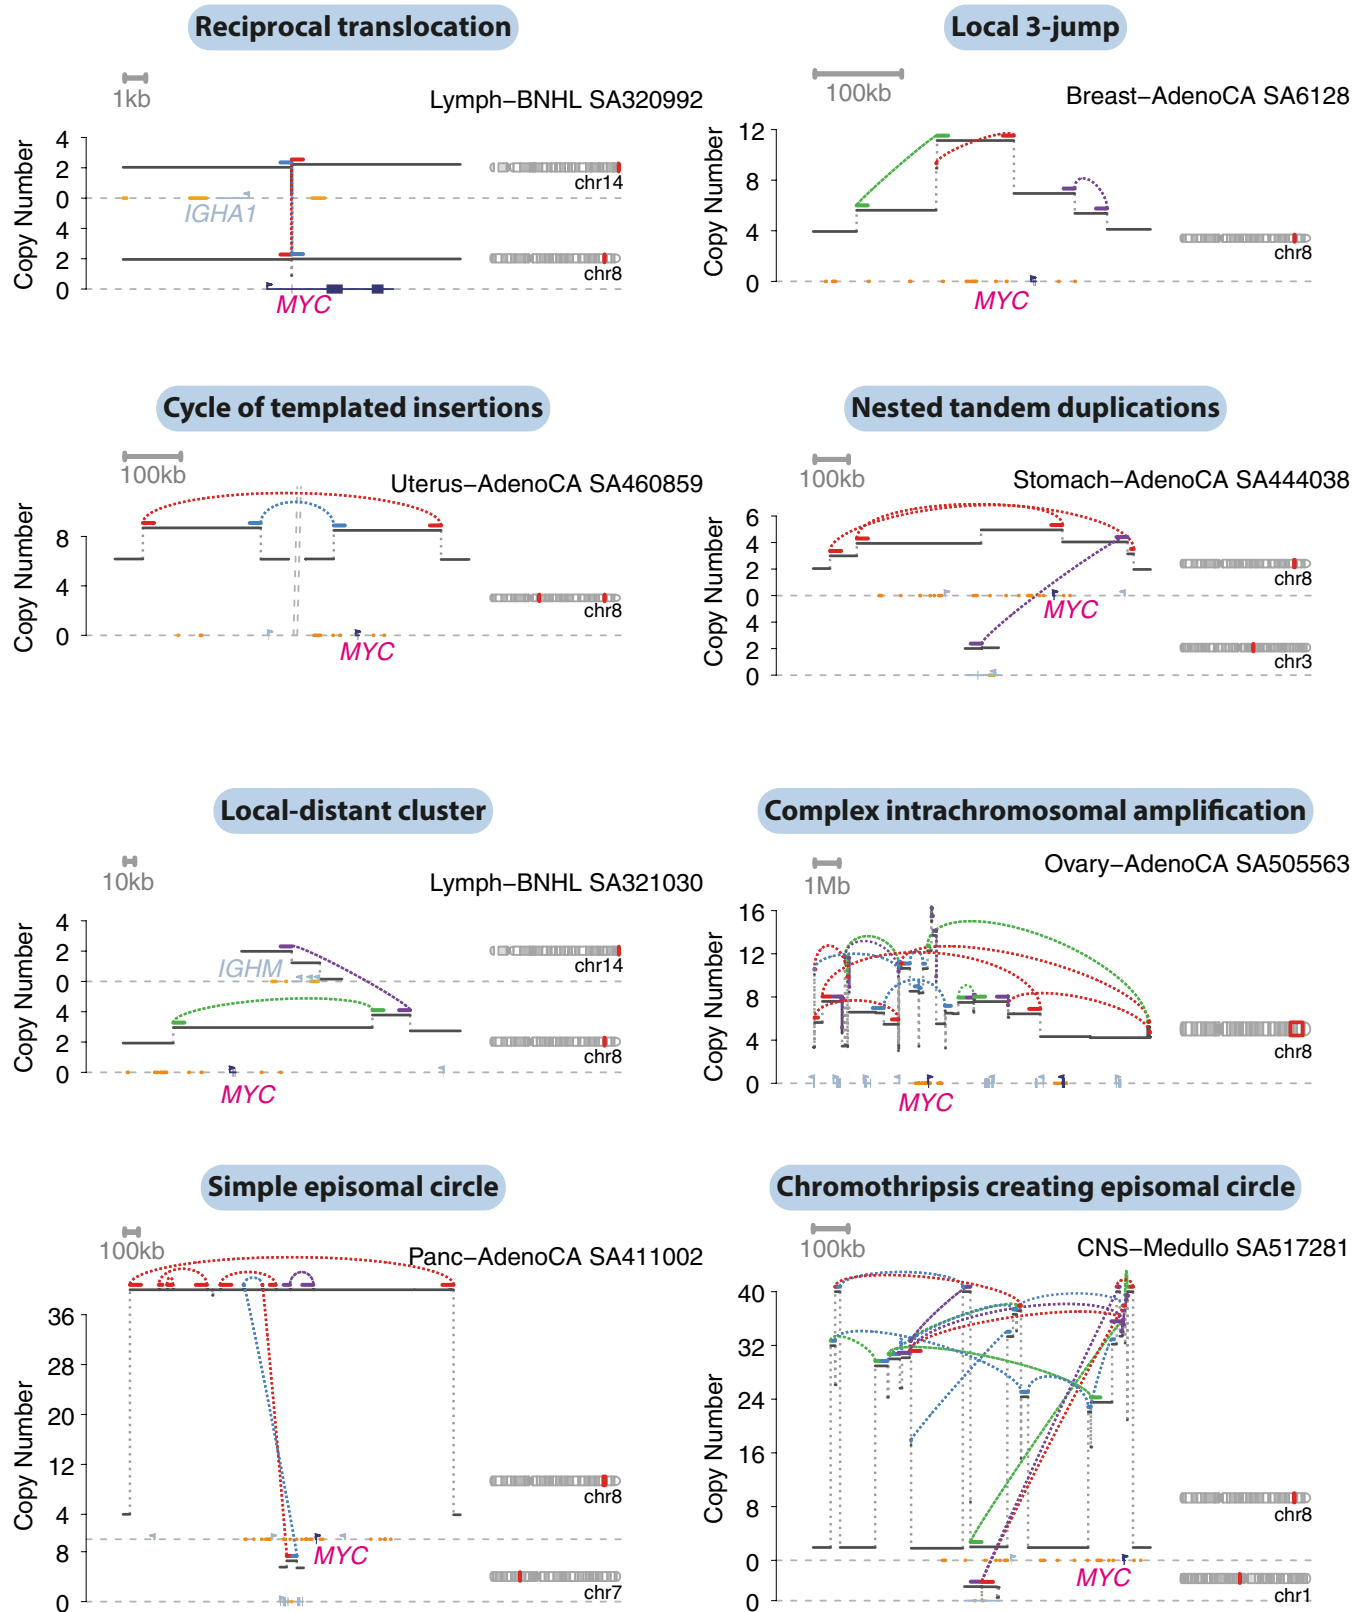 Reciprocal translocation
1kb
Lymph−BNHL SA320992
Copy Number
4
2
0
chr14
IGHA1
Copy Number
4
2
0
chr8
MYC
Local 3-jump
100kb
Breast−AdenoCA SA6128
Copy Number
12
8
4
0
chr8
MYC
Cycle of templated insertions
100kb
Uterus−AdenoCA SA460859
Copy Number
8
4
0
chr8
MYC
Nested tandem duplications
100kb
Stomach−AdenoCA SA444038
Copy Number
6
4
2
0
chr8
MYC
4
2
0
chr3
Local-distant cluster
10kb
Lymph−BNHL SA321030
Copy Number
4
2
0
chr14
IGHM
4
2
0
chr8
MYC
Complex intrachromosomal amplification
1Mb
Ovary−AdenoCA SA505563
Copy Number
16
12
8
4
0
chr8
MYC
Simple episomal circle
100kb
Panc−AdenoCA SA411002
Copy Number
36
28
20
12
4
chr8
MYC
8
0
chr7
Chromothripsis creating episomal circle
100kb
CNS−Medullo SA517281
Copy Number
40
32
24
16
8
0
chr8
MYC
0
chr1